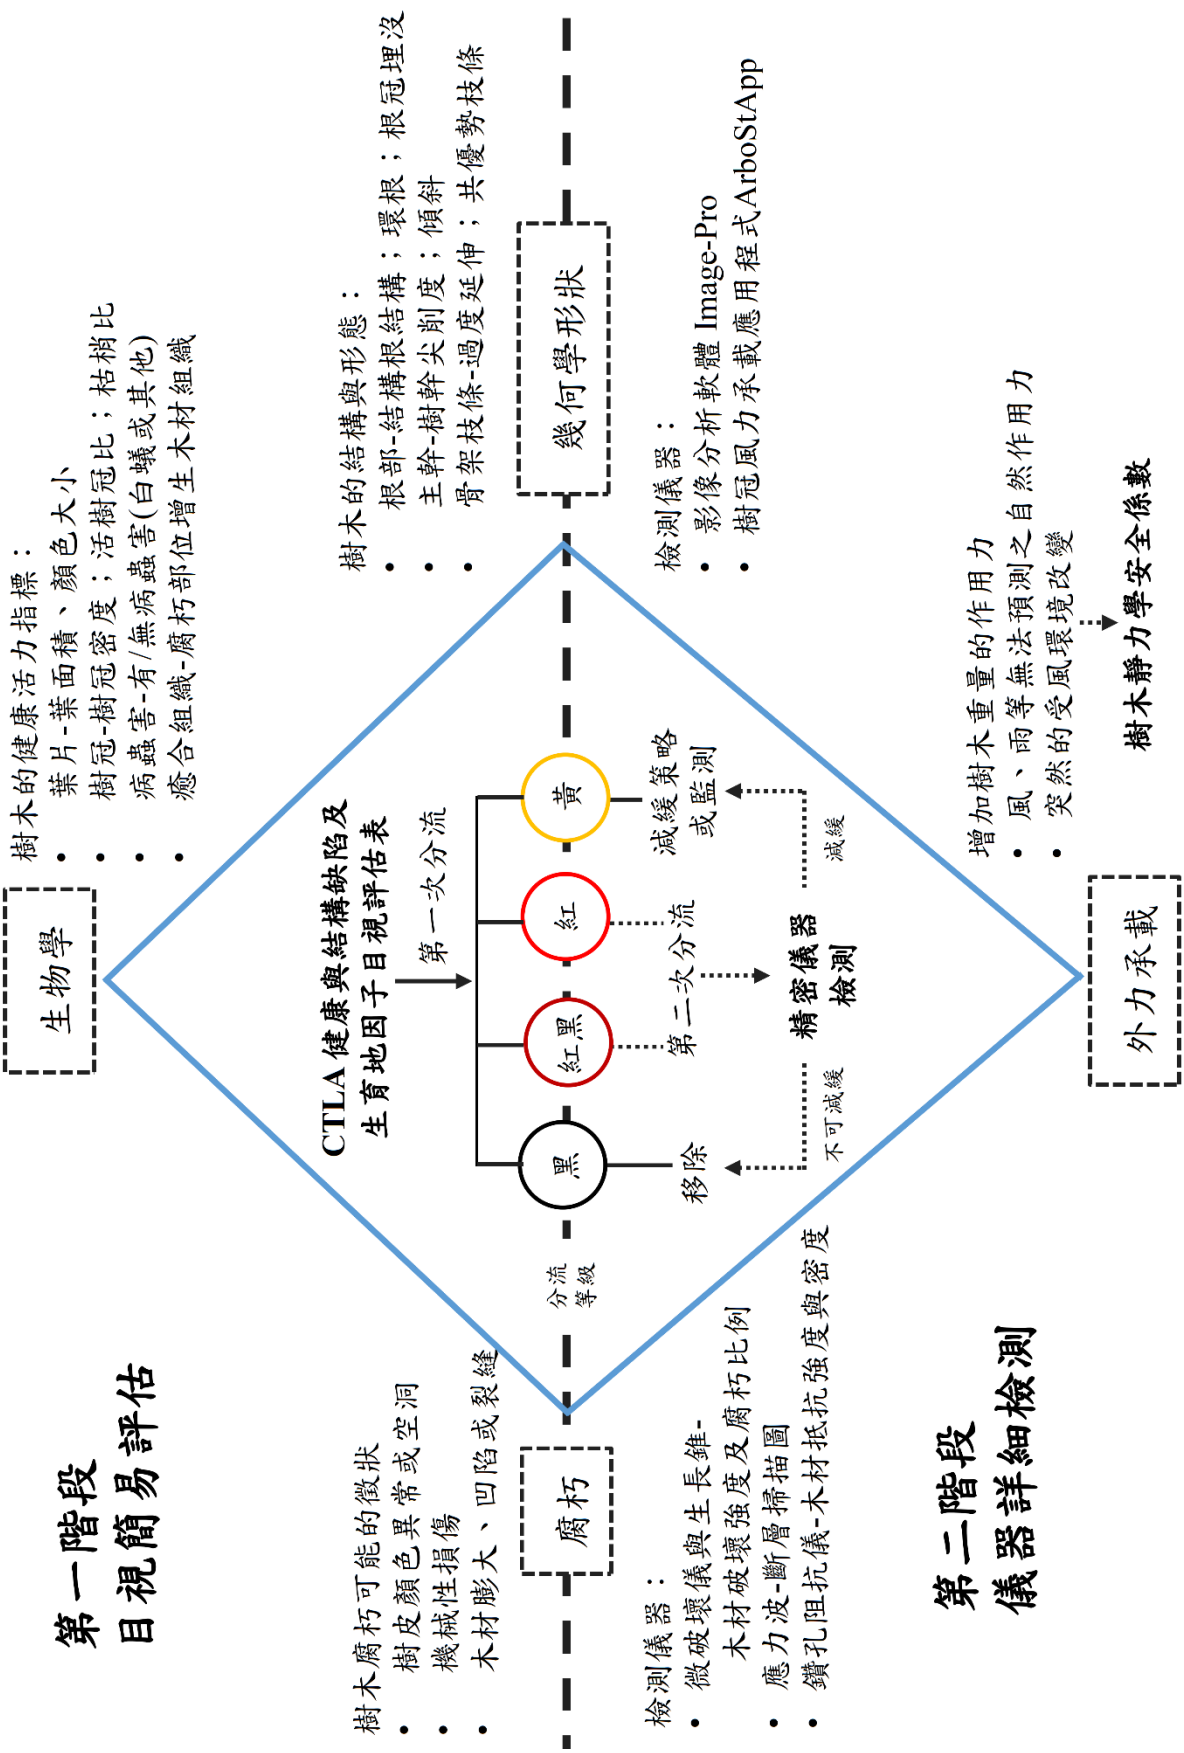 第一階段
目視簡易評估
生物學
樹木的健康活力指標：
• 葉片-葉面積、顏色大小
• 樹冠-樹冠密度；活樹冠比；枯梢比
• 病蟲害-有/無病蟲害(白蟻或其他)
• 癒合組織-腐朽部位增生木材組織
樹木腐朽可能的徵狀
• 樹皮顏色異常或空洞
• 機械性損傷
• 木材膨大、凹陷或裂縫
CTLA 健康與結構缺陷及
生育地因子目視評估表
第一次分流
樹木的結構與形態：
• 根部-結構根結構；環根；根冠埋沒
• 主幹-樹幹尖削度；傾斜
• 骨架枝條-過度延伸；共優勢枝條
腐朽
分流
等級
黑
紅黑
紅
黃
幾何學形狀
移除
第二次分流
減緩策略
或監測
不可減緩
精密儀器
檢測
減緩
檢測儀器：
• 微破壞儀與生長錐-
木材破壞強度及腐朽比例
• 應力波-斷層掃描圖
• 鑽孔阻抗儀-木材抵抗強度與密度
檢測儀器：
• 影像分析軟體 Image-Pro
• 樹冠風力承載應用程式ArboStApp
第二階段
儀器詳細檢測
外力承載
增加樹木重量的作用力
• 風、雨等無法預測之自然作用力
• 突然的受風環境改變
樹木靜力學安全係數